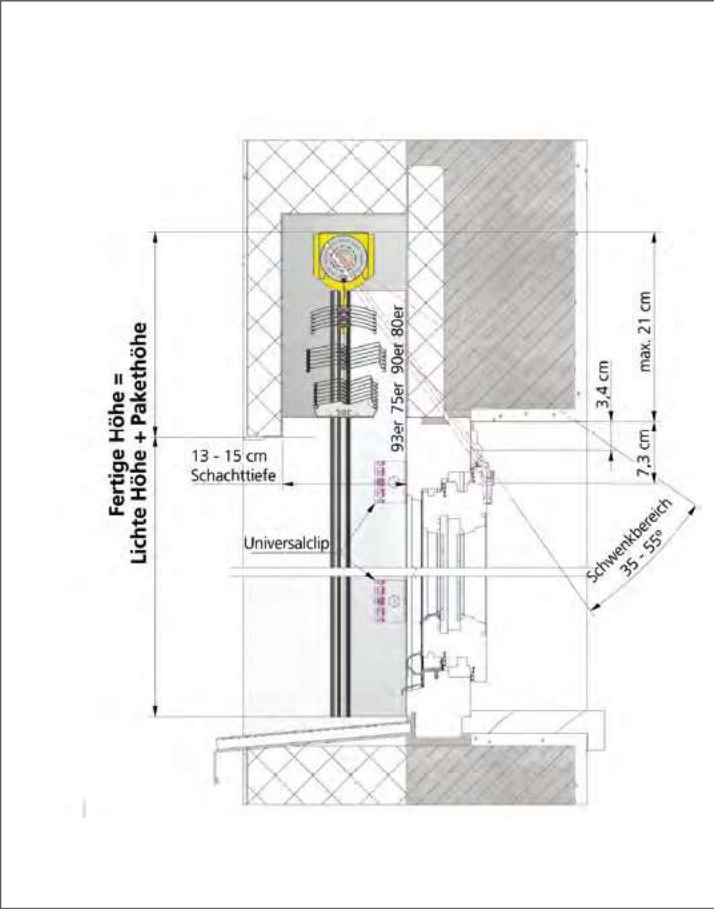 Fertige Höhe =
Lichte Höhe + Pakethöhe
13 - 15 cm
Schachttiefe
Universalclip
93er 75er 90er 80er
max. 21 cm
3,4 cm
7,3 cm
Schwenkbereich
35 - 55°